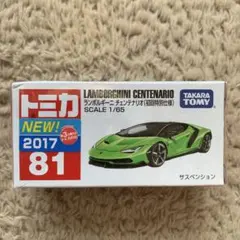 トミカ
LAMBORGHINI CENTENARIO
ランボルギーニ チェンテナリオ(初回特別仕様)
SCALE 1/65
TAKARA
TOMY
NEW!
2017
81
サスペンション